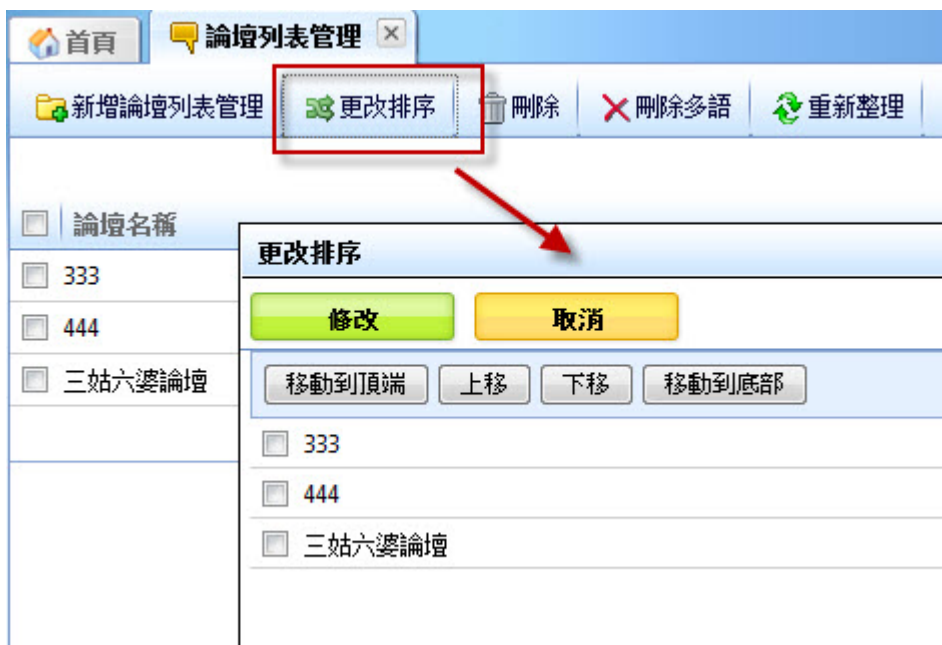 首頁 論壇列表管理
新增論壇列表管理 更改排序 刪除 刪除多語 重新整理
論壇名稱
333
444
三姑六婆論壇
更改排序
修改 取消
移動到頂端 上移 下移 移動到底部
333
444
三姑六婆論壇